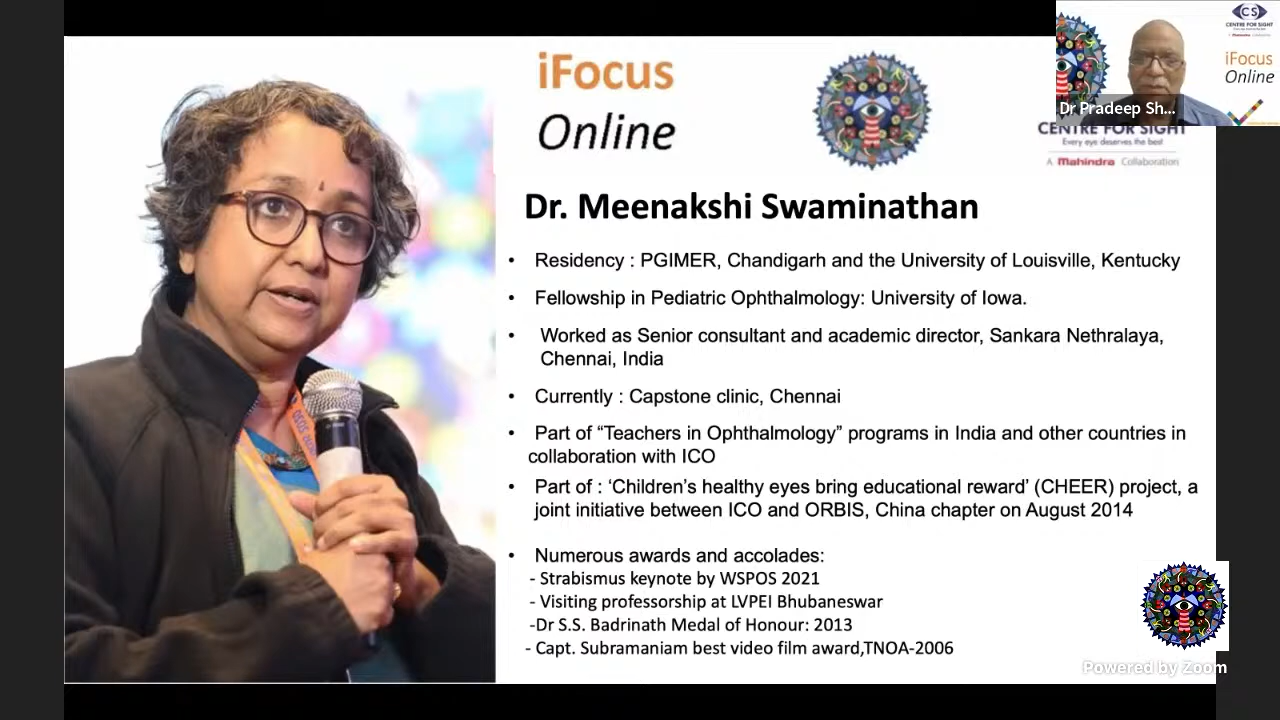 iFocus
Online
CENTRE FOR SIGHT
Every eye deserves the best
A Mahindra Collaboration
CS
CENTRE FOR SIGHT
iFocus
Online
Dr Pradeep Sh...
Dr. Meenakshi Swaminathan
• Residency : PGIMER, Chandigarh and the University of Louisville, Kentucky
• Fellowship in Pediatric Ophthalmology: University of Iowa.
• Worked as Senior consultant and academic director, Sankara Nethralaya,
Chennai, India
• Currently : Capstone clinic, Chennai
• Part of “Teachers in Ophthalmology” programs in India and other countries in
collaboration with ICO
• Part of : ‘Children’s healthy eyes bring educational reward’ (CHEER) project, a
joint initiative between ICO and ORBIS, China chapter on August 2014
• Numerous awards and accolades:
- Strabismus keynote by WSPOS 2021
- Visiting professorship at LVPEI Bhubaneswar
-Dr S.S. Badrinath Medal of Honour: 2013
- Capt. Subramaniam best video film award,TNOA-2006
Powered by Zoom